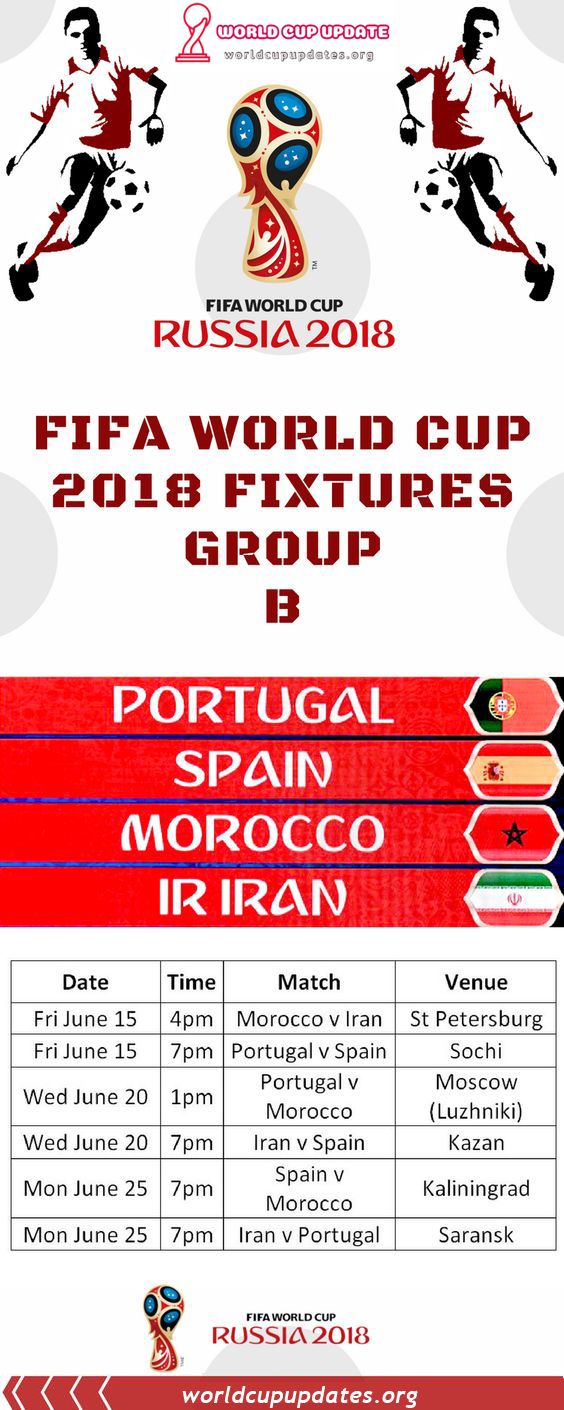 WORLD CUP UPDATE
worldcupupdates.org
TM
FIFA WORLD CUP
RUSSIA 2018
FIFA WORLD CUP
2018 FIXTURES
GROUP
B
PORTUGAL
SPAIN
MOROCCO
IR IRAN
Date Time Match Venue
Fri June 15 4pm Morocco v Iran St Petersburg
Fri June 15 7pm Portugal v Spain Sochi
Wed June 20 1pm Portugal v Morocco Moscow (Luzhniki)
Wed June 20 7pm Iran v Spain Kazan
Mon June 25 7pm Spain v Morocco Kaliningrad
Mon June 25 7pm Iran v Portugal Saransk
FIFA WORLD CUP
RUSSIA 2018
worldcupupdates.org